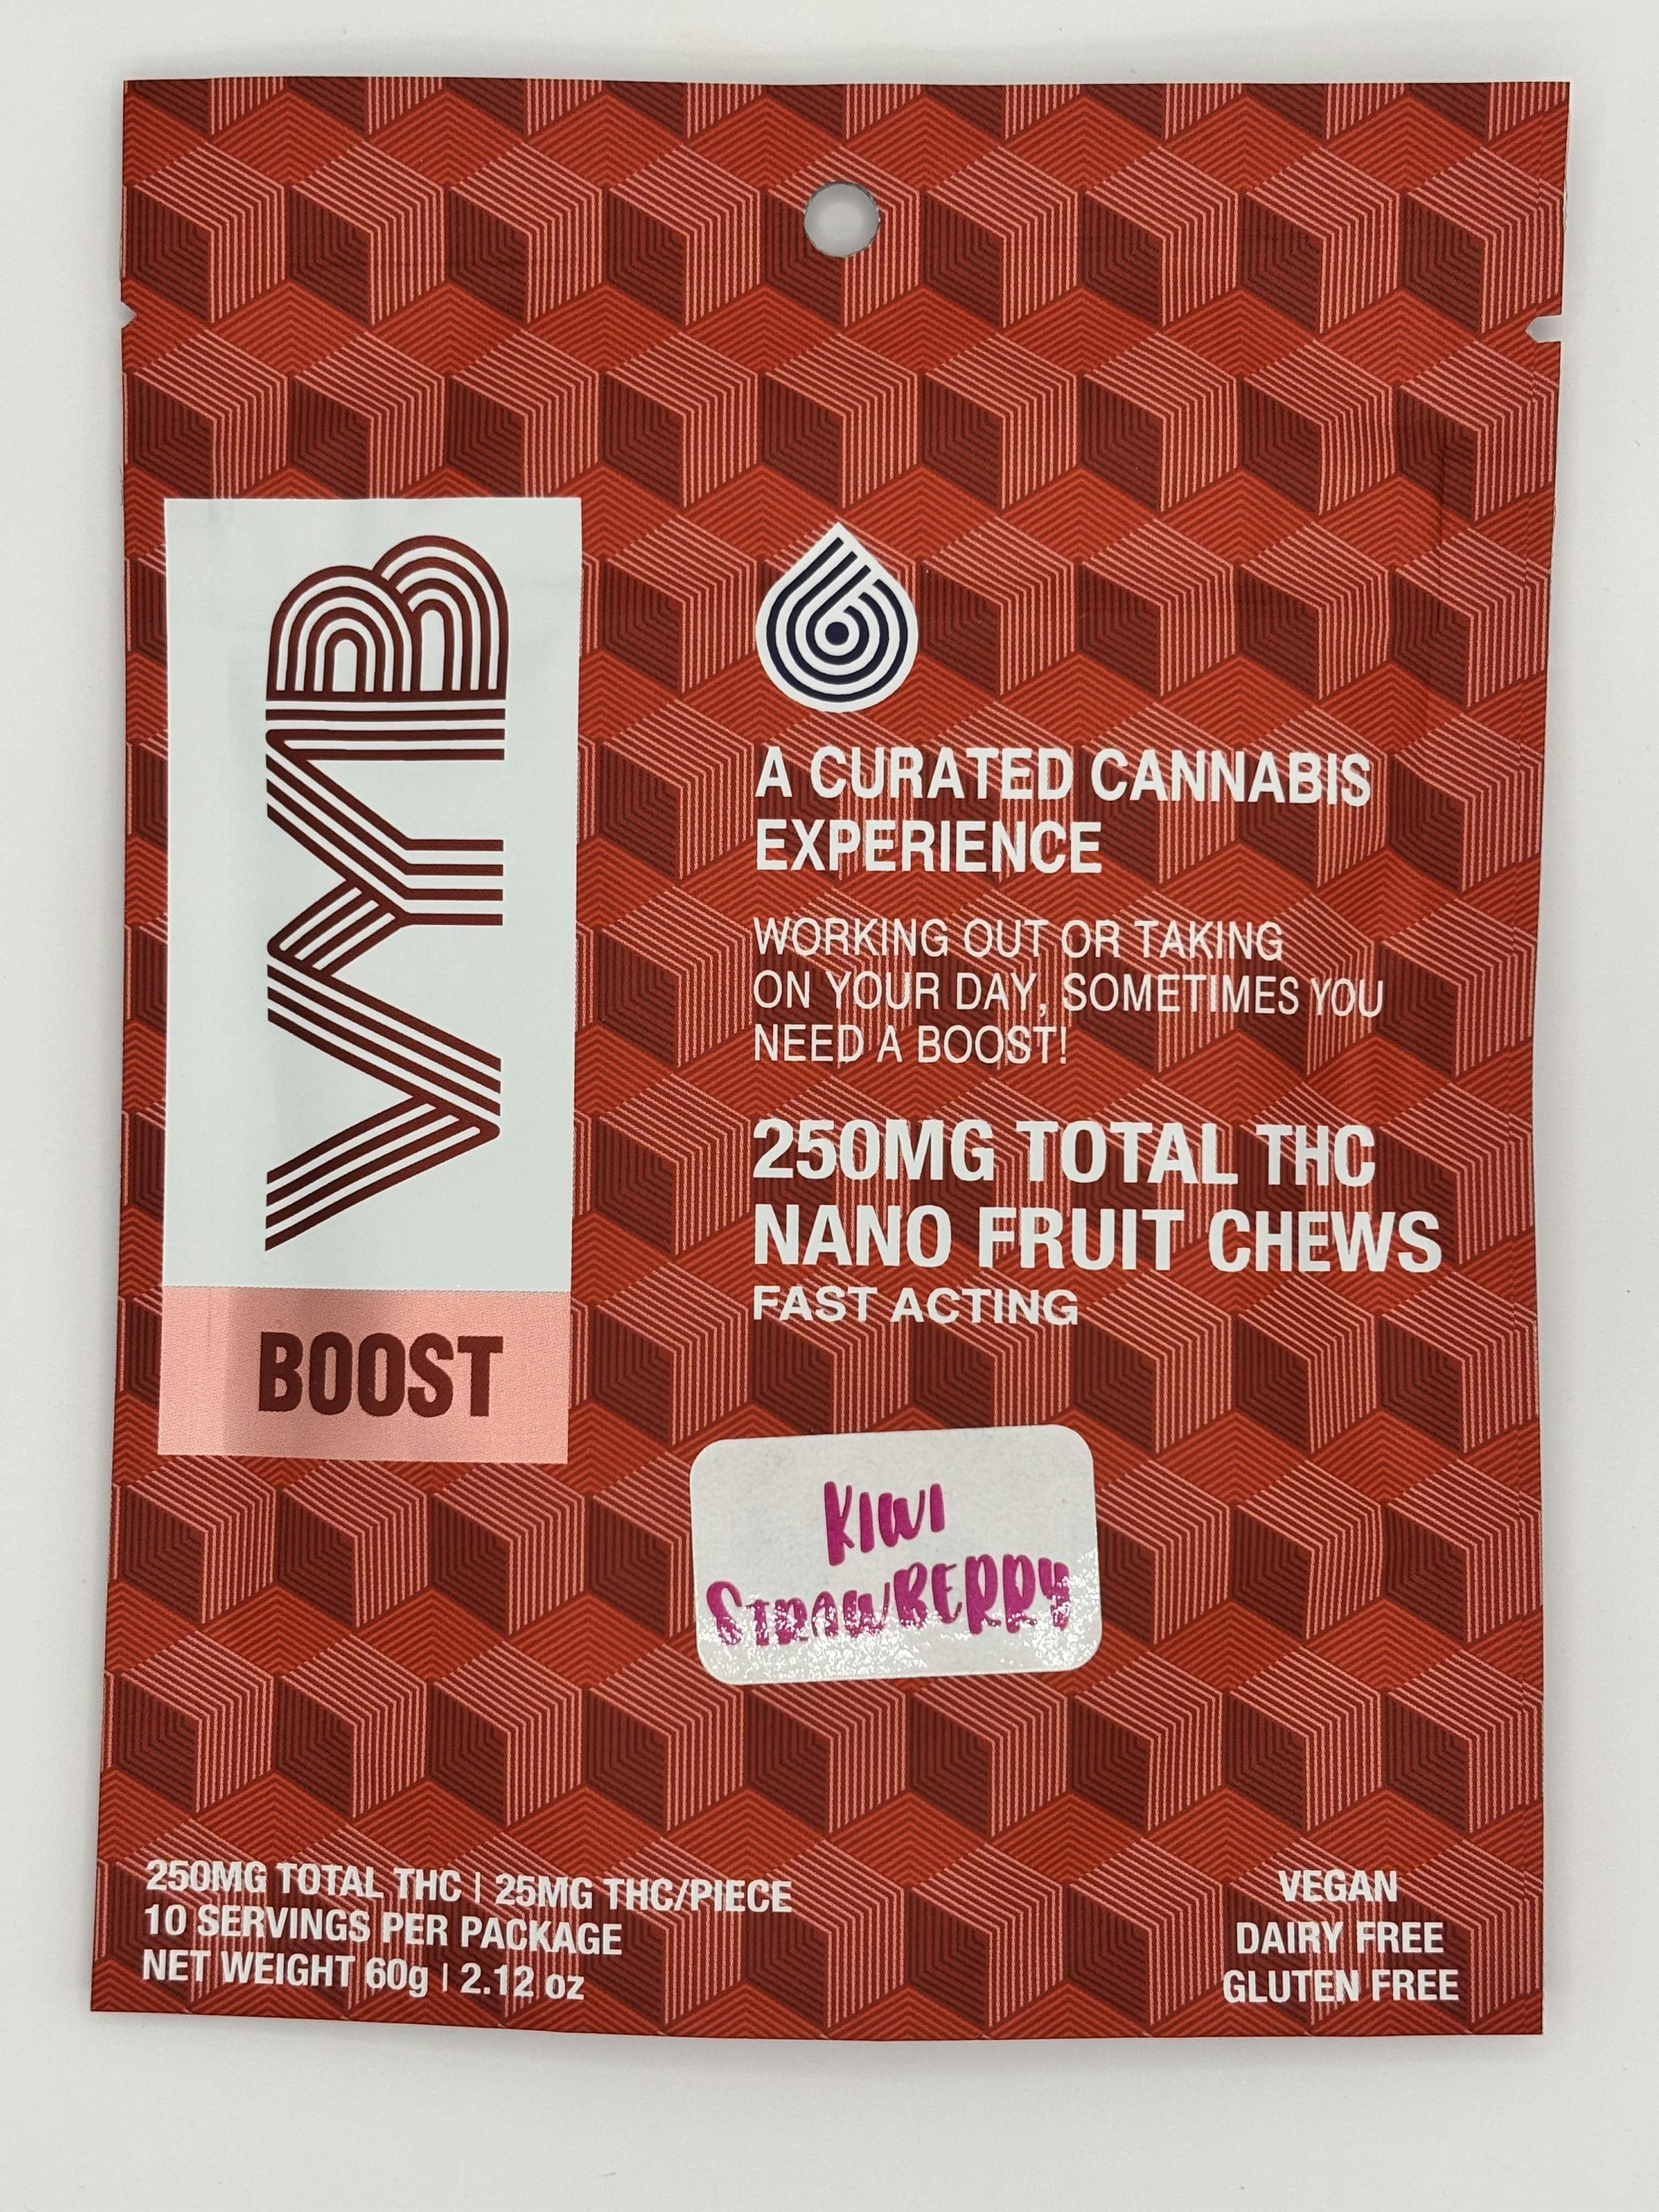 VYB
BOOST
A CURATED CANNABIS
EXPERIENCE
WORKING OUT OR TAKING
ON YOUR DAY, SOMETIMES YOU
NEED A BOOST!
250MG TOTAL THC
NANO FRUIT CHEWS
FAST ACTING
KIWI
STRAWBERRY
250MG TOTAL THC | 25MG THC/PIECE
10 SERVINGS PER PACKAGE
NET WEIGHT 60g | 2.12 oz
VEGAN
DAIRY FREE
GLUTEN FREE